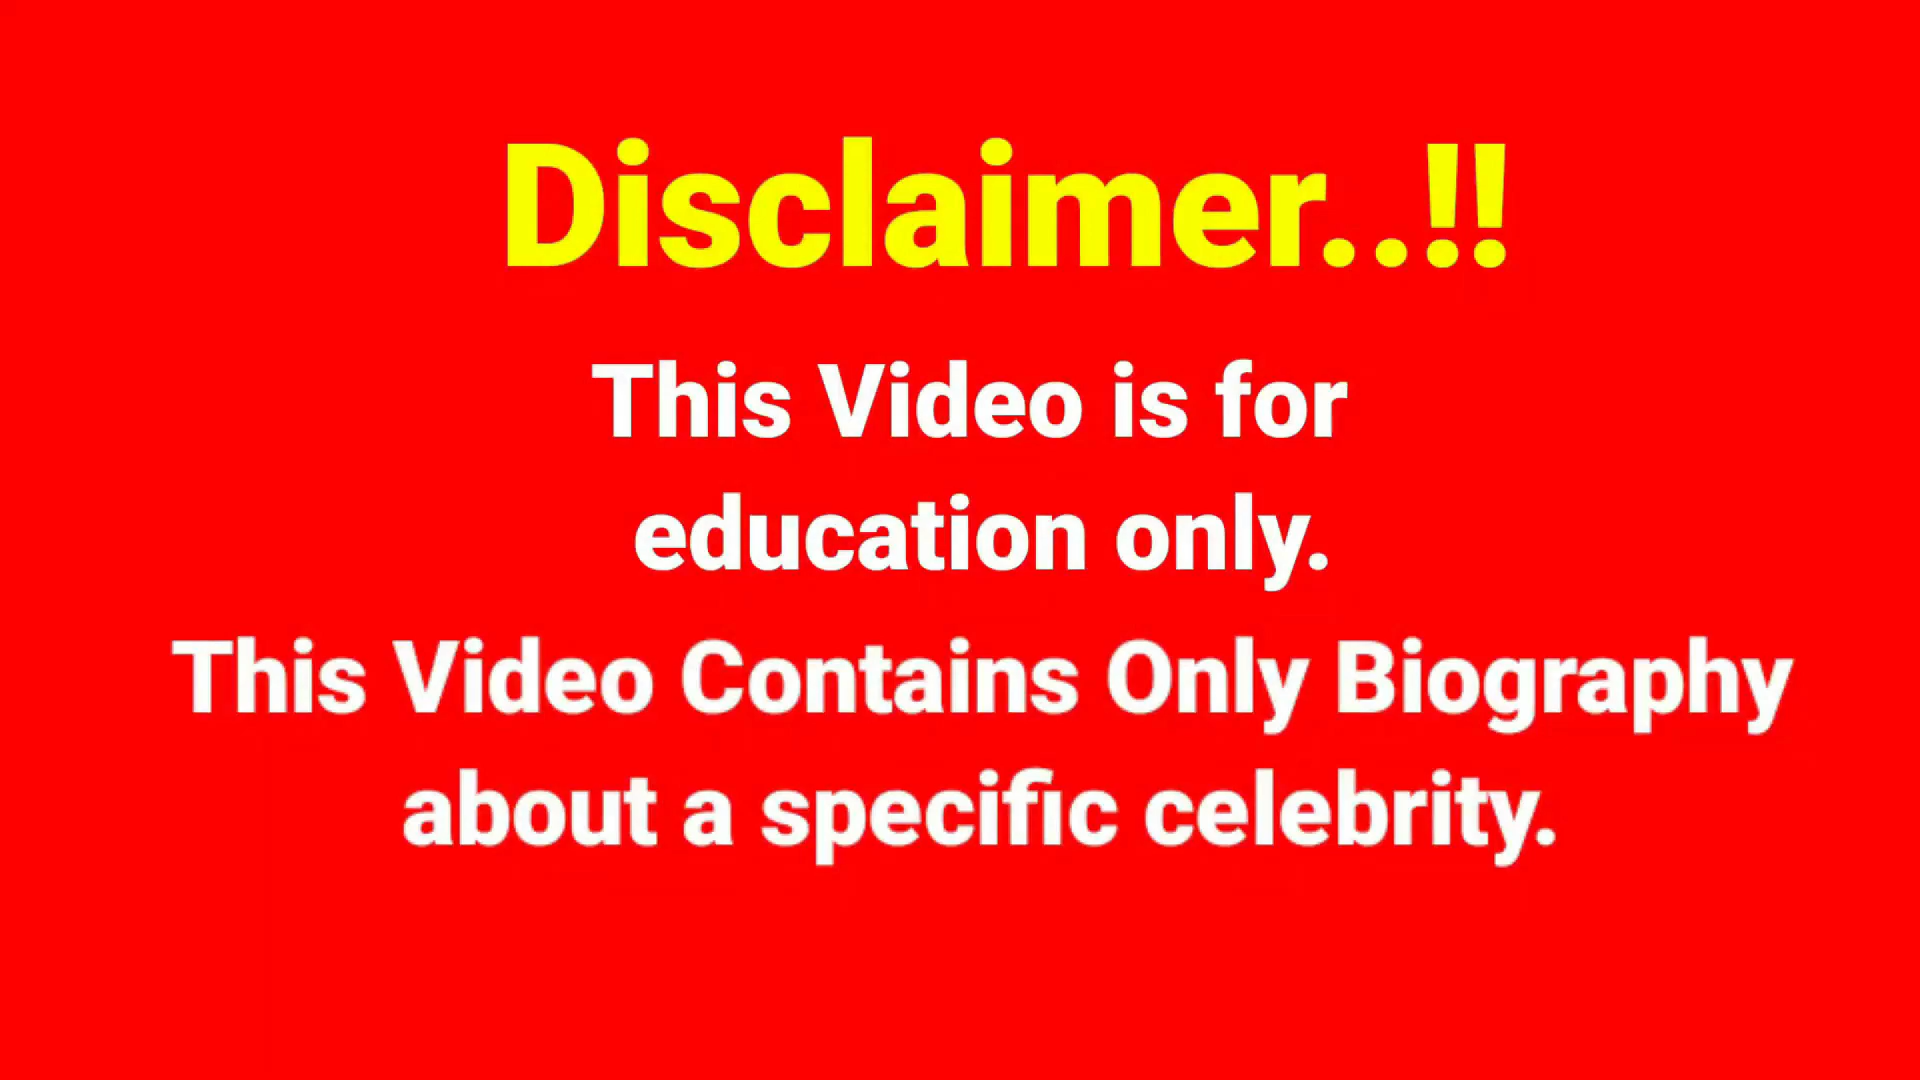 Disclaimer..!!
This Video is for
education only.
This Video Contains Only Biography
about a specific celebrity.